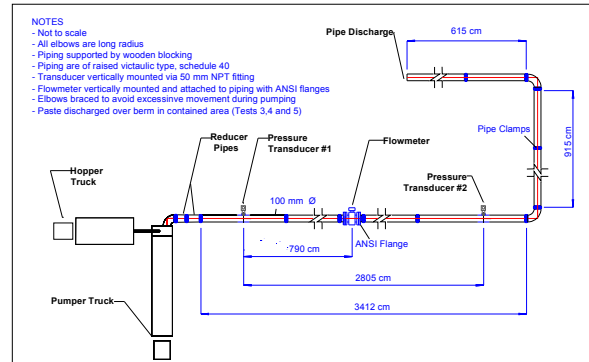 NOTES
- Not to scale
- All elbows are long radius
- Piping supported by wooden blocking
- Piping are of raised victaulic type, schedule 40
- Transducer vertically mounted via 50 mm NPT fitting
- Flowmeter vertically mounted and attached to piping with ANSI flanges
- Elbows braced to avoid excessinve movement during pumping
- Paste discharged over berm in contained area (Tests 3,4 and 5)
Pipe Discharge
615 cm
Pipe Clamps
915 cm
Reducer
Pipes
Pressure
Transducer #1
Flowmeter
Pressure
Transducer #2
Hopper
Truck
100 mm Ø
ANSI Flange
790 cm
2805 cm
3412 cm
Pumper Truck